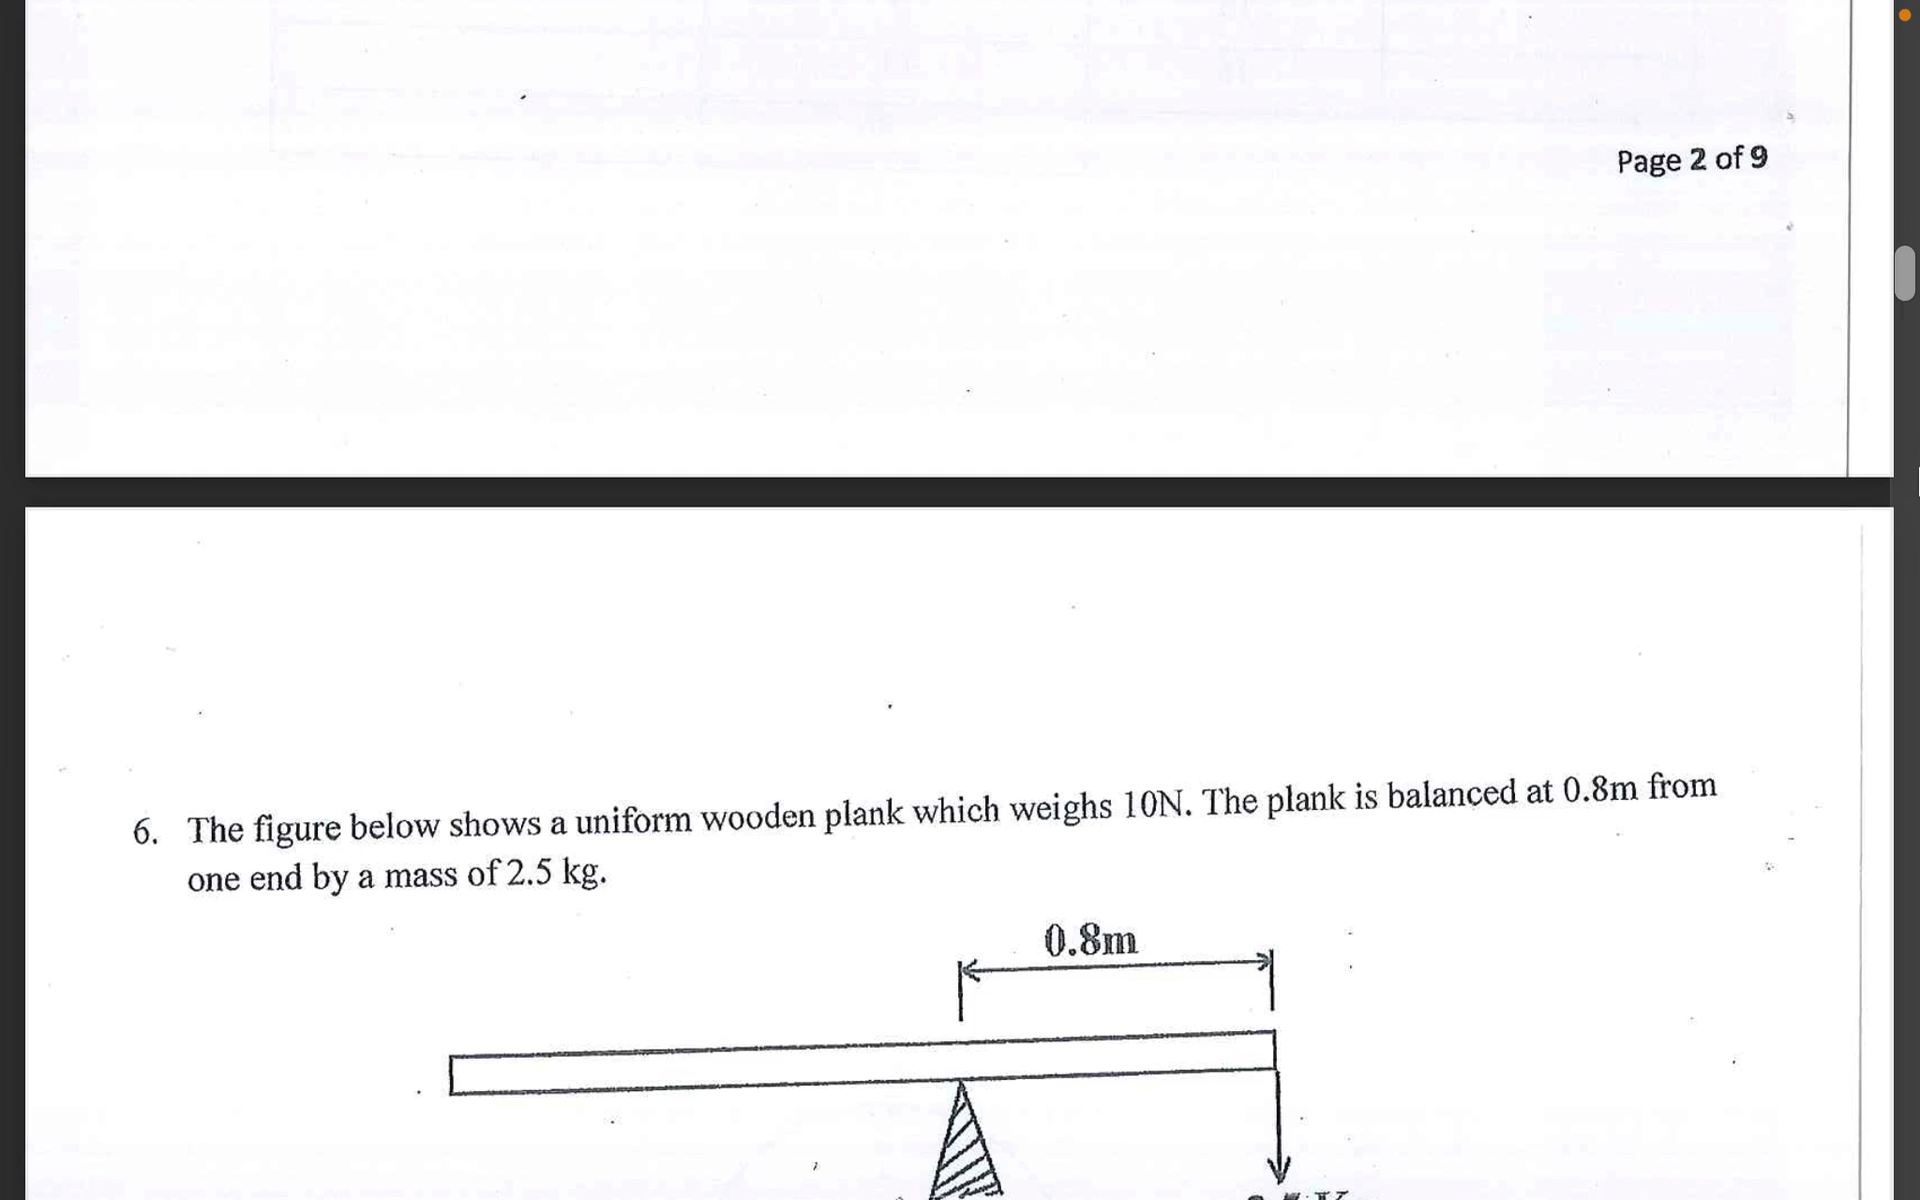 Page 2 of 9
6. The figure below shows a uniform wooden plank which weighs 10N. The plank is balanced at 0.8m from
one end by a mass of 2.5 kg.
0.8m